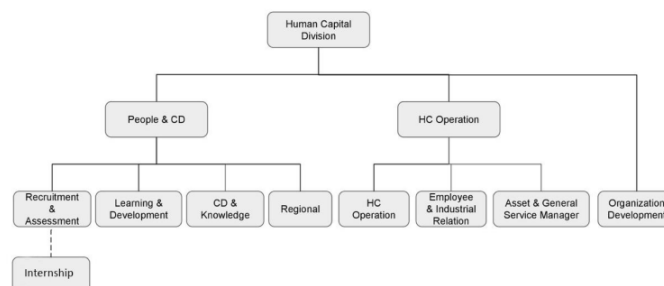 Human Capital
Division
People & CD
HC Operation
Recruitment
&
Assessment
Learning &
Development
CD &
Knowledge
Regional
HC
Operation
Employee
& Industrial
Relation
Asset & General
Service Manager
Organization
Development
Internship